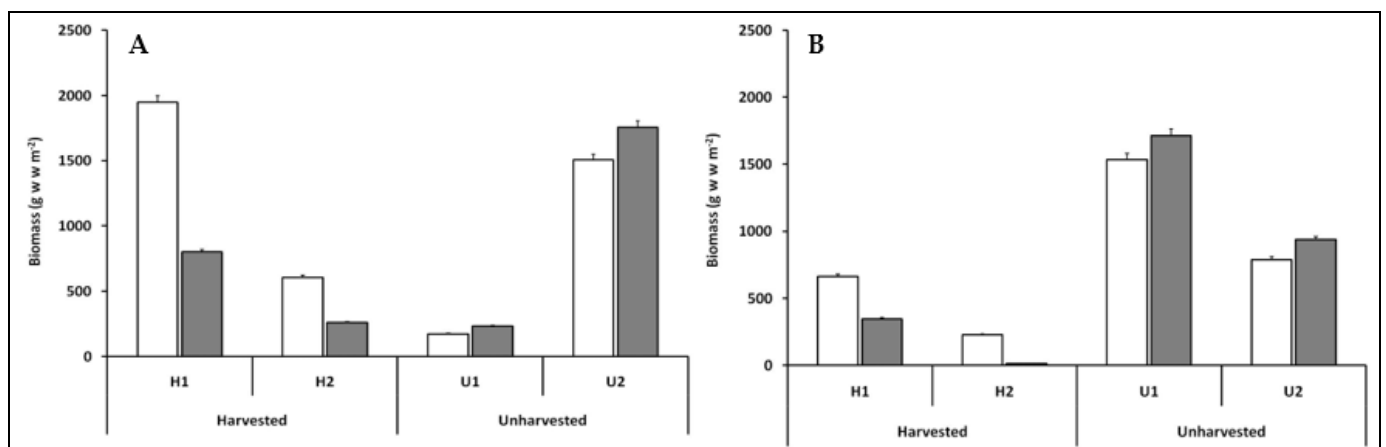 A
2500
2000
1500
1000
500
0
Biomass (g w w m-2)
H1 H2 U1 U2
Harvested Unharvested
B
2500
2000
1500
1000
500
0
Biomass (g w w m-2)
H1 H2 U1 U2
Harvested Unharvested